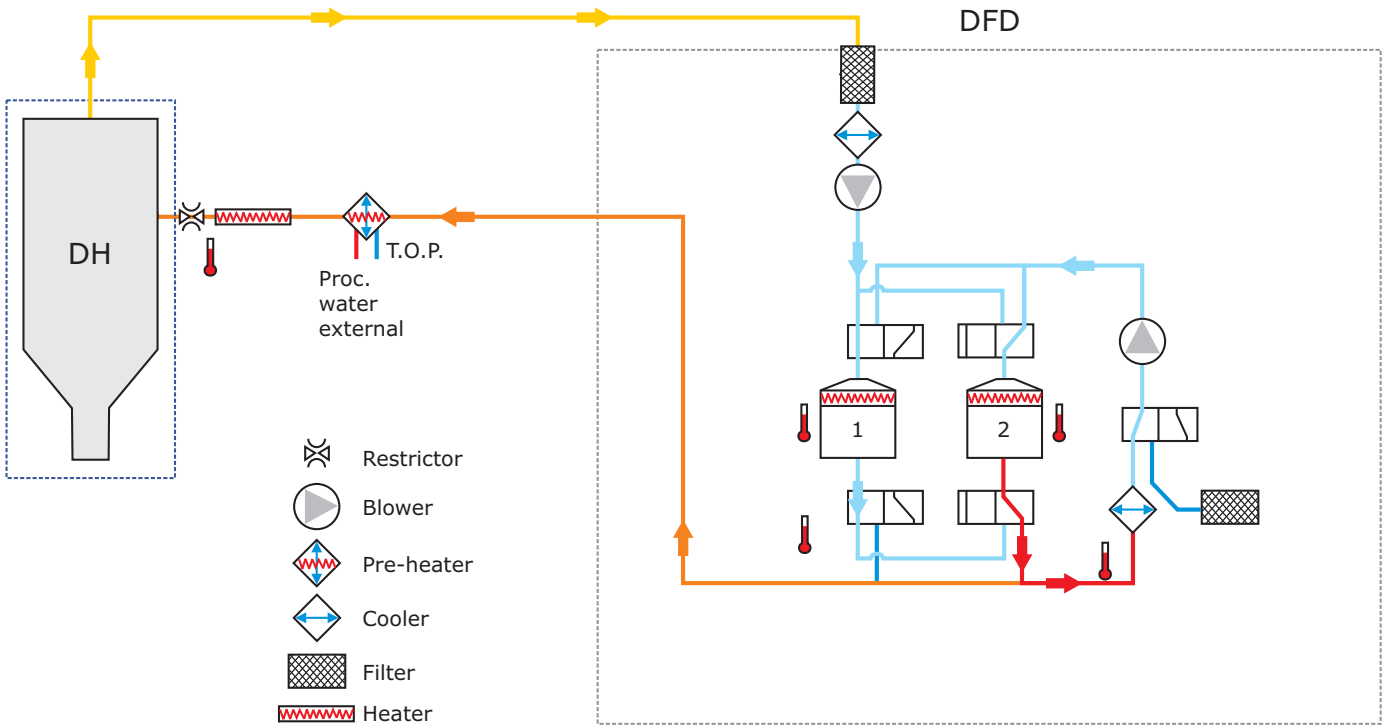 DFD
DH
T.O.P.
Proc.
water
external
1
2
Restrictor
Blower
Pre-heater
Cooler
Filter
Heater